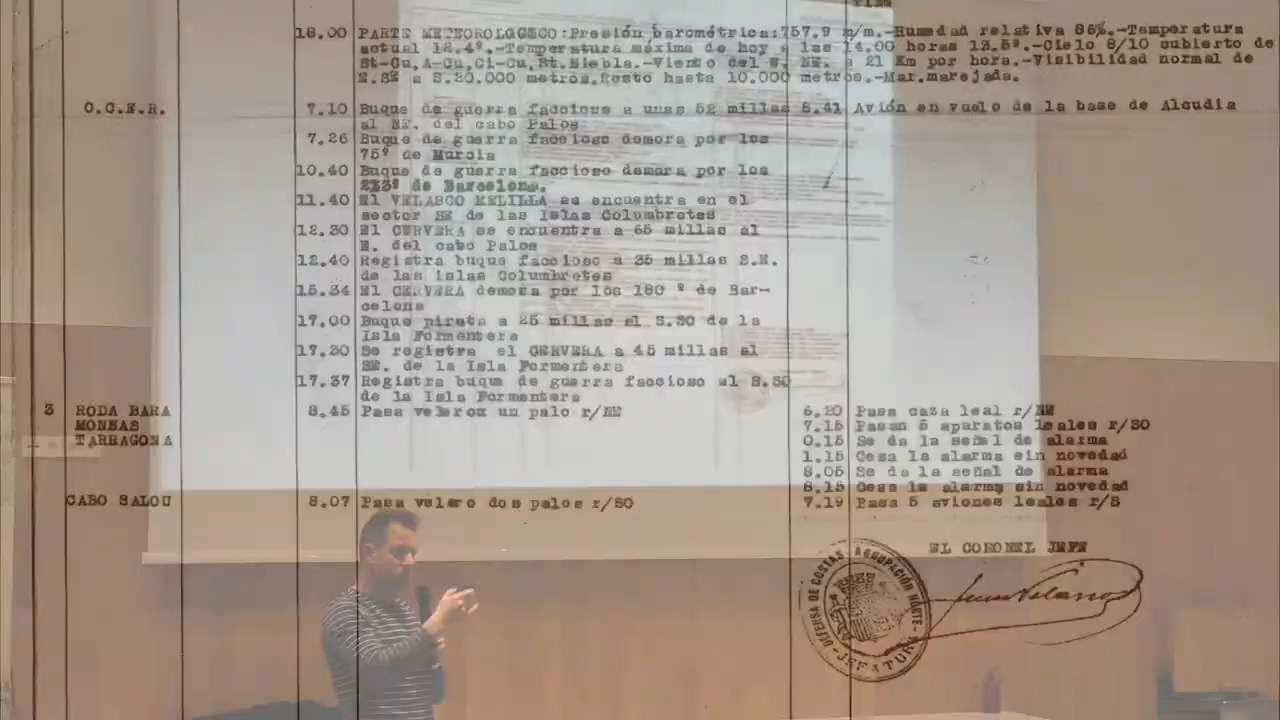 18.00 PARTE METEOROLOGICO:Presión barométrica:757,9 m/m.-Humedad relativa 86%.-Temperatura
actual 12.4º.-Temperatura máxima de hoy a las 14,00 horas 13.5º.-Cielo 8/10 cubierto de
St-Cu,A-Cu,Ci-Cu,Bt.Niebla.-Viento del W. NE. a 21 Km por hora.-Visibilidad normal de
a S.20.000 metros.Resto hasta 10.000 metros.-Mar.marejada.
7.10 Buque de guerra faccioso a unas 52 millas 6.41 Avión en vuelo de la base de Alcudia
al NE. del cabo Palos
7,26 Buque de guerra faccioso demora por los
75º de Murcia
10.40 Buque de guerra faccioso demora por los
de Barcelona.
11.40 El VELASCO MELILLA se encuentra en el
sector SE de las Islas Columbretes
12.30 El CERVERA se encuentra a 65 millas al
E. del cabo Palos
12.40 Registra buque faccioso a 35 millas S.E.
de las islas Columbretes
15.34 El CERVERA demora por los 180 º de Bar-
celona
17.00 Buque pirata a 25 millas al S.SO de la
Isla Formentera
17.30 Se registra el CERVERA a 45 millas al
SE. de la Isla Formentera
17.37 Registra buque de guerra faccioso al S.SO
de la Isla Formentera
3 RODA BARA 8.45 Pasa velerox un palo r/NE 6.20 Pasa caza leal r/NE
MONNAS 7.15 Pasan 5 aparatos leales r/SO
TARRAGONA 0.15 Se da la señal de alarma
1.15 Cesa la alarma sin novedad
8.05 Se da la señal de alarma
8.15 Cesa la alarma sin novedad
CABO SALOU 8.07 Pasa velero dos palos r/SO 7.19 Pasa 5 aviones leales r/S
EL CORONEL JEFE
DEFENSA DE COSTAS AGRUPACIÓN NORTE
JEFATURA